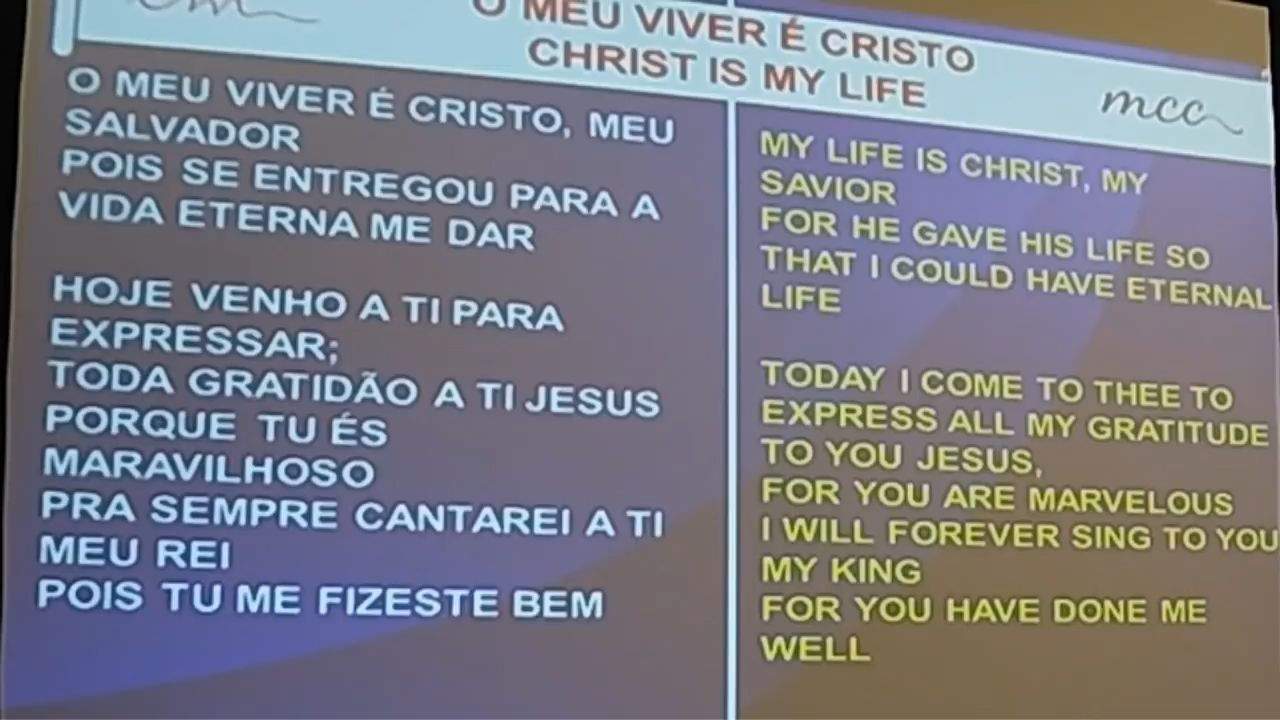 O MEU VIVER É CRISTO
CHRIST IS MY LIFE
mcc
O MEU VIVER É CRISTO, MEU
SALVADOR
POIS SE ENTREGOU PARA A
VIDA ETERNA ME DAR
HOJE VENHO A TI PARA
EXPRESSAR;
TODA GRATIDÃO A TI JESUS
PORQUE TU ÉS
MARAVILHOSO
PRA SEMPRE CANTAREI A TI
MEU REI
POIS TU ME FIZESTE BEM
MY LIFE IS CHRIST, MY
SAVIOR
FOR HE GAVE HIS LIFE SO
THAT I COULD HAVE ETERNAL
LIFE
TODAY I COME TO THEE TO
EXPRESS ALL MY GRATITUDE
TO YOU JESUS,
FOR YOU ARE MARVELOUS
I WILL FOREVER SING TO YOU
MY KING
FOR YOU HAVE DONE ME
WELL